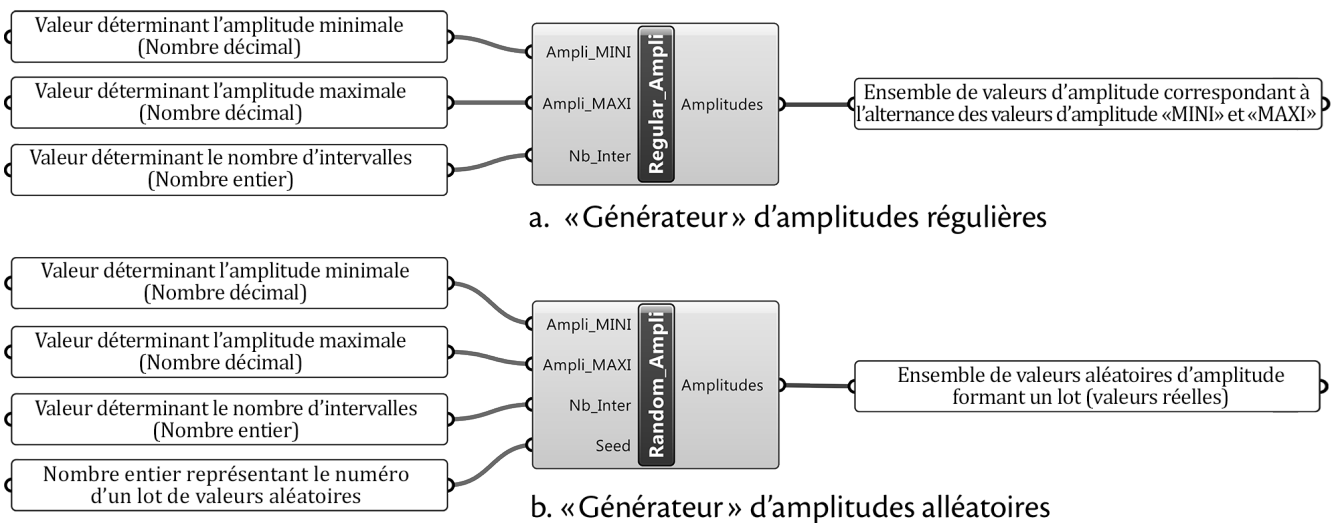 Valeur déterminant l'amplitude minimale
(Nombre décimal)
Valeur déterminant l'amplitude maximale
(Nombre décimal)
Valeur déterminant le nombre d'intervalles
(Nombre entier)
Ampli_MINI
Ampli_MAXI
Nb_Inter
Regular_Ampli
Amplitudes
Ensemble de valeurs d'amplitude correspondant à
l'alternance des valeurs d'amplitude «MINI» et «MAXI»
a. «Générateur» d'amplitudes régulières
Valeur déterminant l'amplitude minimale
(Nombre décimal)
Valeur déterminant l'amplitude maximale
(Nombre décimal)
Valeur déterminant le nombre d'intervalles
(Nombre entier)
Nombre entier représentant le numéro
d'un lot de valeurs aléatoires
Ampli_MINI
Ampli_MAXI
Nb_Inter
Seed
Random_Ampli
Amplitudes
Ensemble de valeurs aléatoires d'amplitude
formant un lot (valeurs réelles)
b. «Générateur» d'amplitudes alléatoires